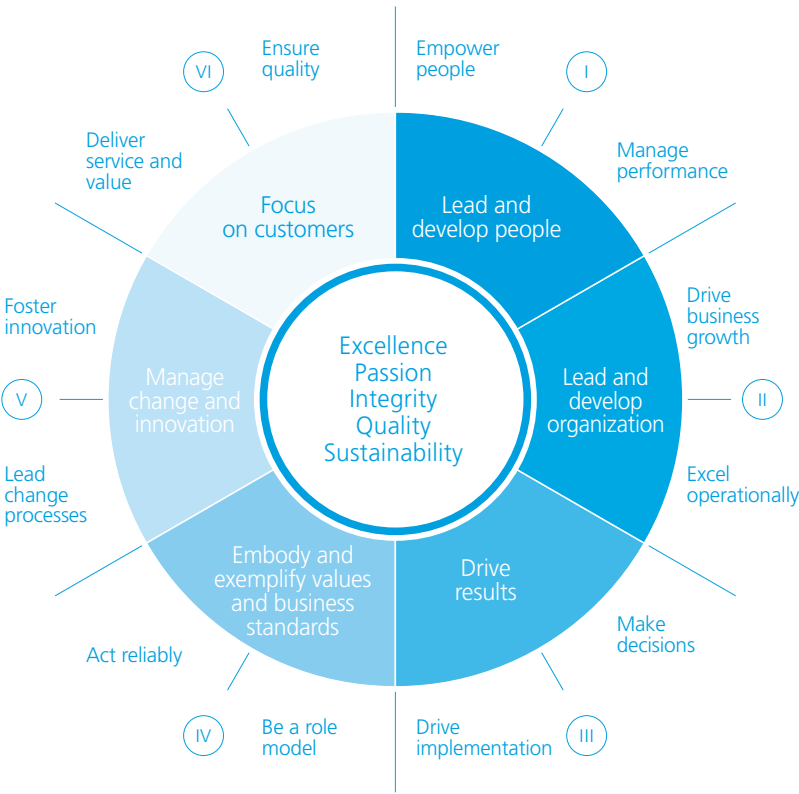 Ensure
quality
VI
Empower
people
I
Manage
performance
Lead and
develop people
Drive
business
growth
Lead and
develop
organization
II
Excel
operationally
Make
decisions
Drive
results
III
Drive
implementation
Be a role
model
IV
Embody and
exemplify values
and business
standards
Act reliably
Lead
change
processes
V
Manage
change and
innovation
Foster
innovation
Deliver
service and
value
Focus
on customers
Excellence
Passion
Integrity
Quality
Sustainability